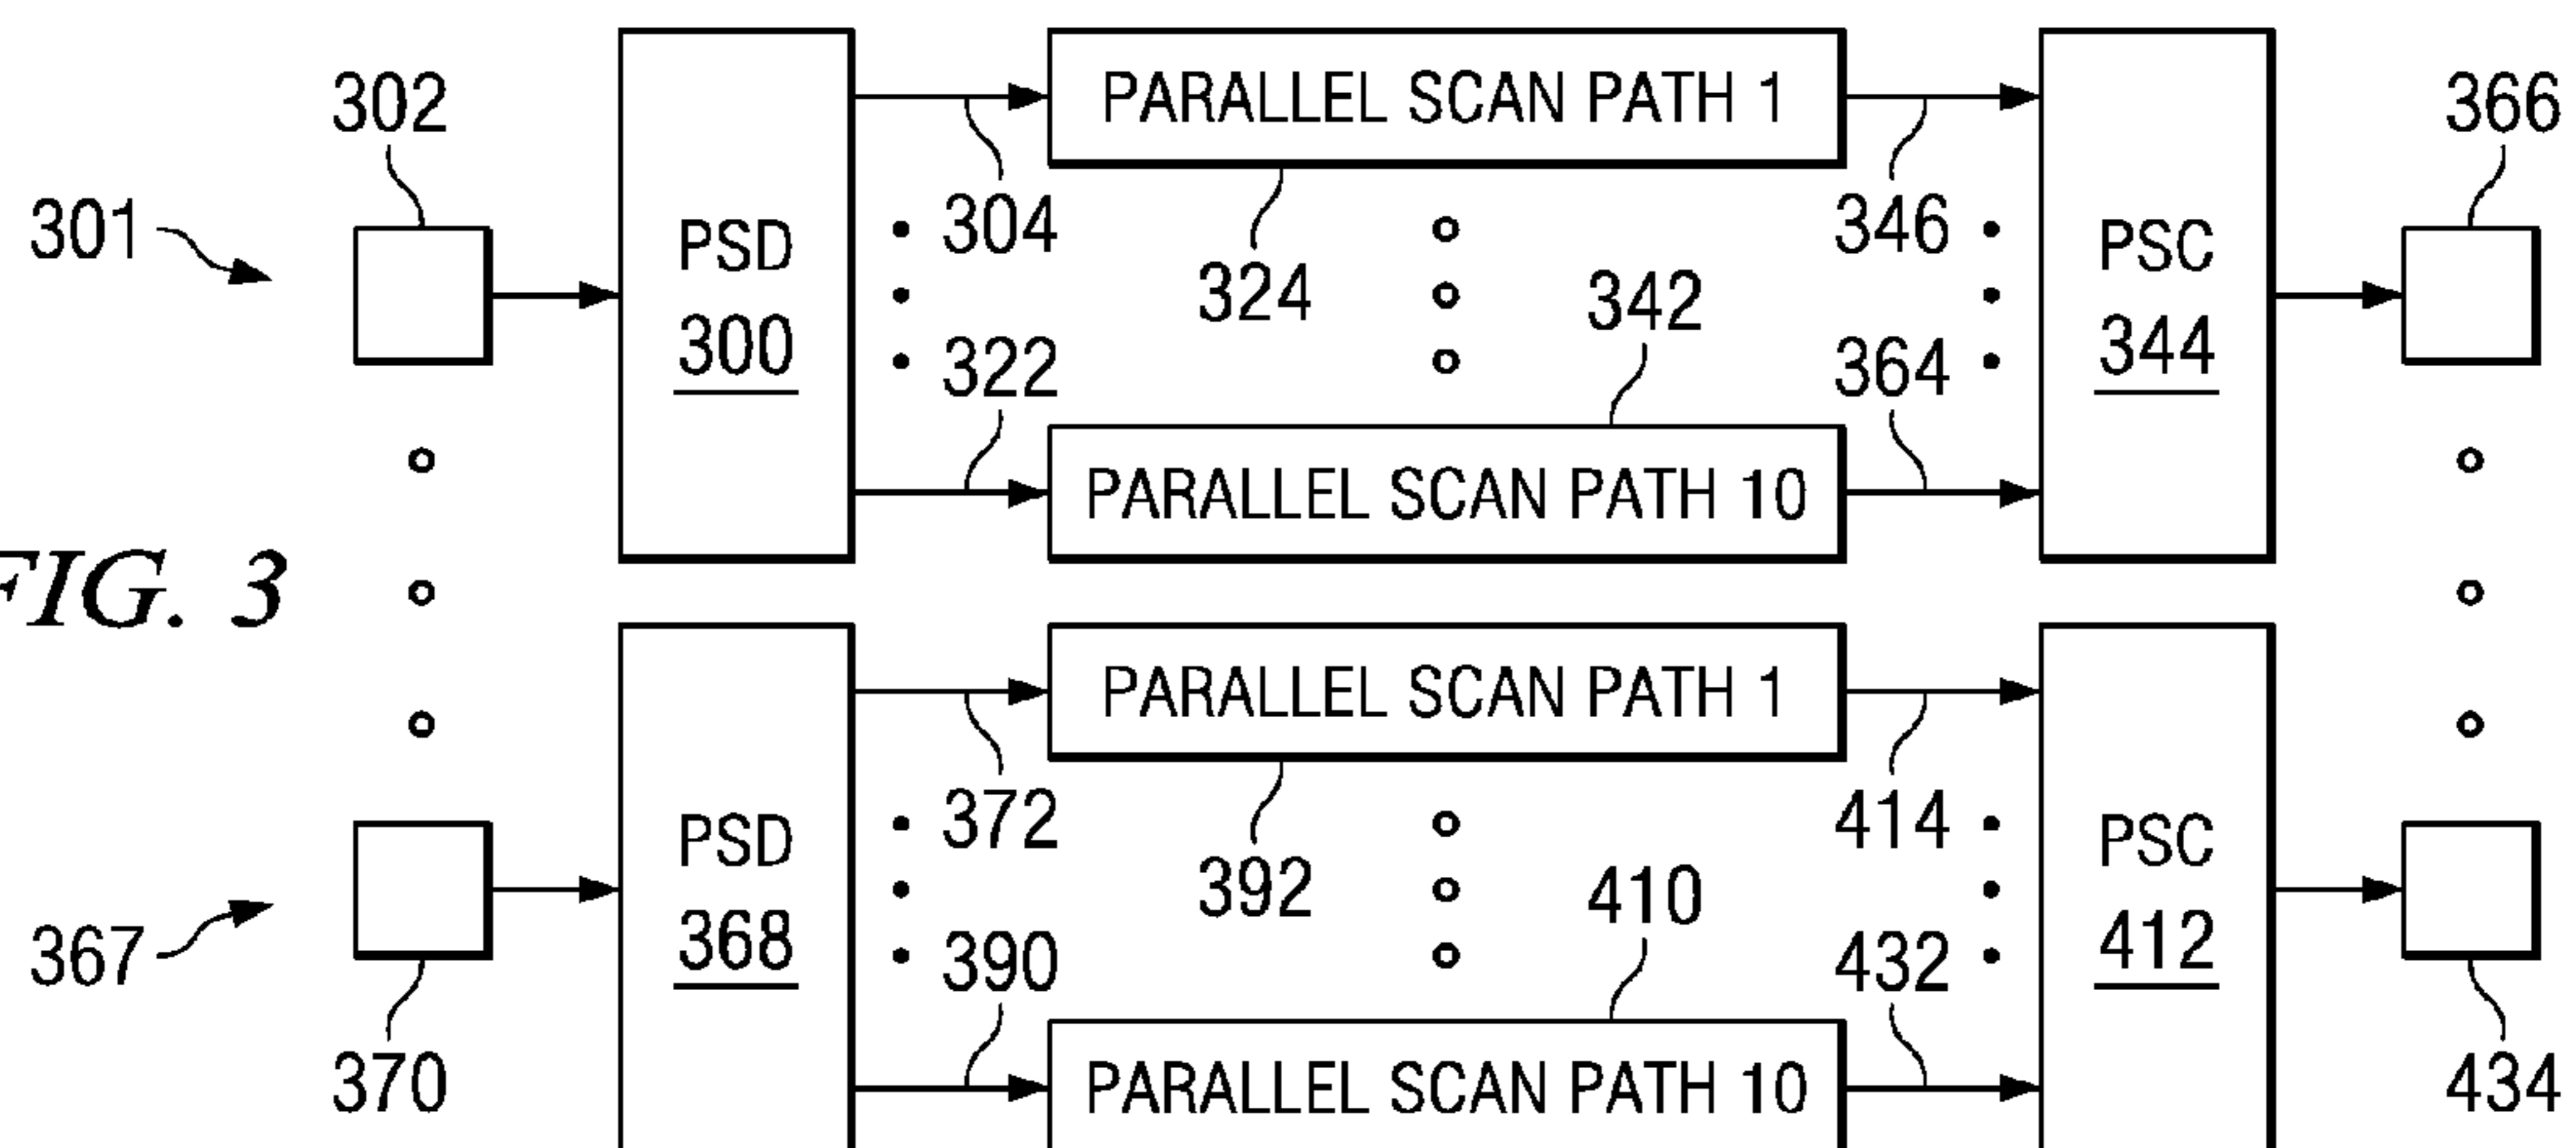 302
301
PSD
300
304
322
PARALLEL SCAN PATH 1
324
342
PARALLEL SCAN PATH 10
346
364
PSC
344
366
FIG. 3
367
370
PSD
368
372
390
PARALLEL SCAN PATH 1
392
410
PARALLEL SCAN PATH 10
414
432
PSC
412
434